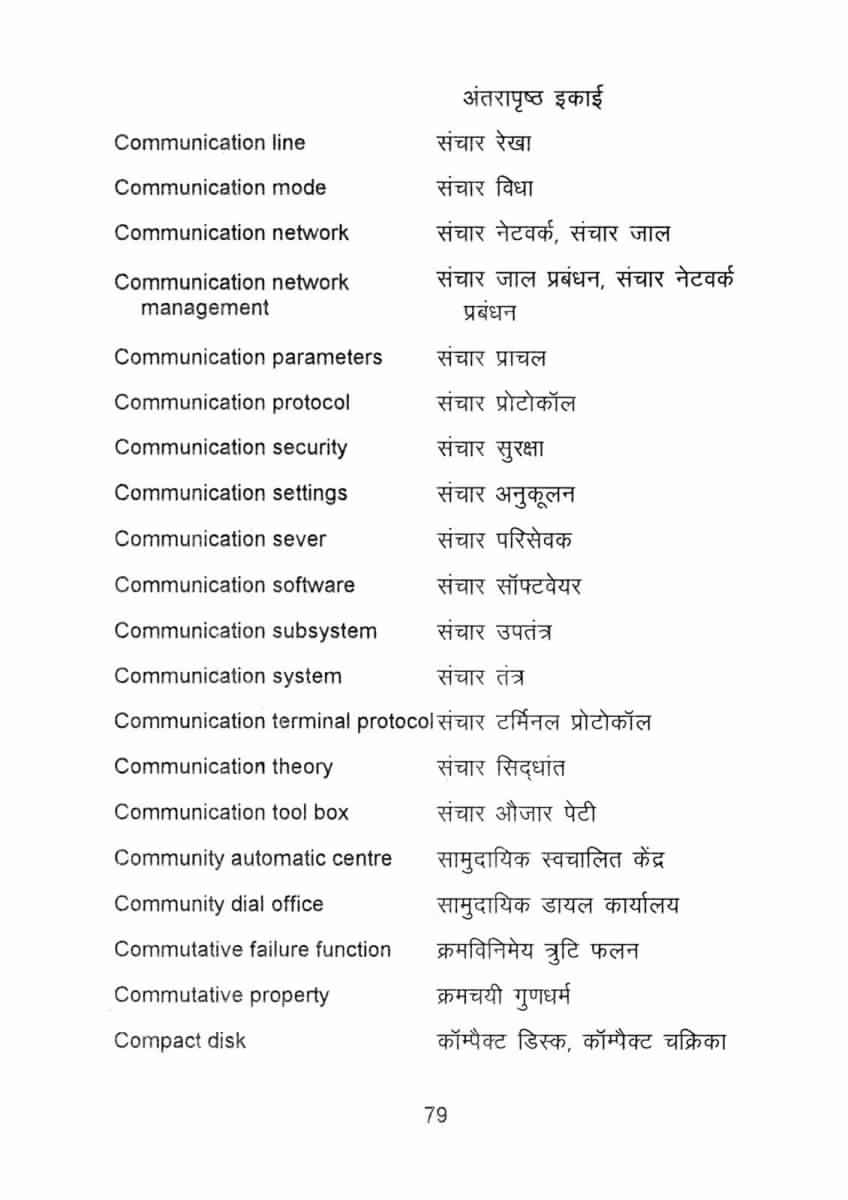 अंतरापृष्ठ इकाई
Communication line संचार रेखा
Communication mode संचार विधा
Communication network संचार नेटवर्क, संचार जाल
Communication network संचार जाल प्रबंधन, संचार नेटवर्क
management प्रबंधन
Communication parameters संचार प्राचल
Communication protocol संचार प्रोटोकॉल
Communication security संचार सुरक्षा
Communication settings संचार अनुकूलन
Communication sever संचार परिसेवक
Communication software संचार सॉफ्टवेयर
Communication subsystem संचार उपतंत्र
Communication system संचार तंत्र
Communication terminal protocol संचार टर्मिनल प्रोटोकॉल
Communication theory संचार सिद्धांत
Communication tool box संचार औजार पेटी
Community automatic centre सामुदायिक स्वचालित केंद्र
Community dial office सामुदायिक डायल कार्यालय
Commutative failure function क्रमविनिमेय त्रुटि फलन
Commutative property क्रमचयी गुणधर्म
Compact disk कॉम्पैक्ट डिस्क, कॉम्पैक्ट चक्रिका
79